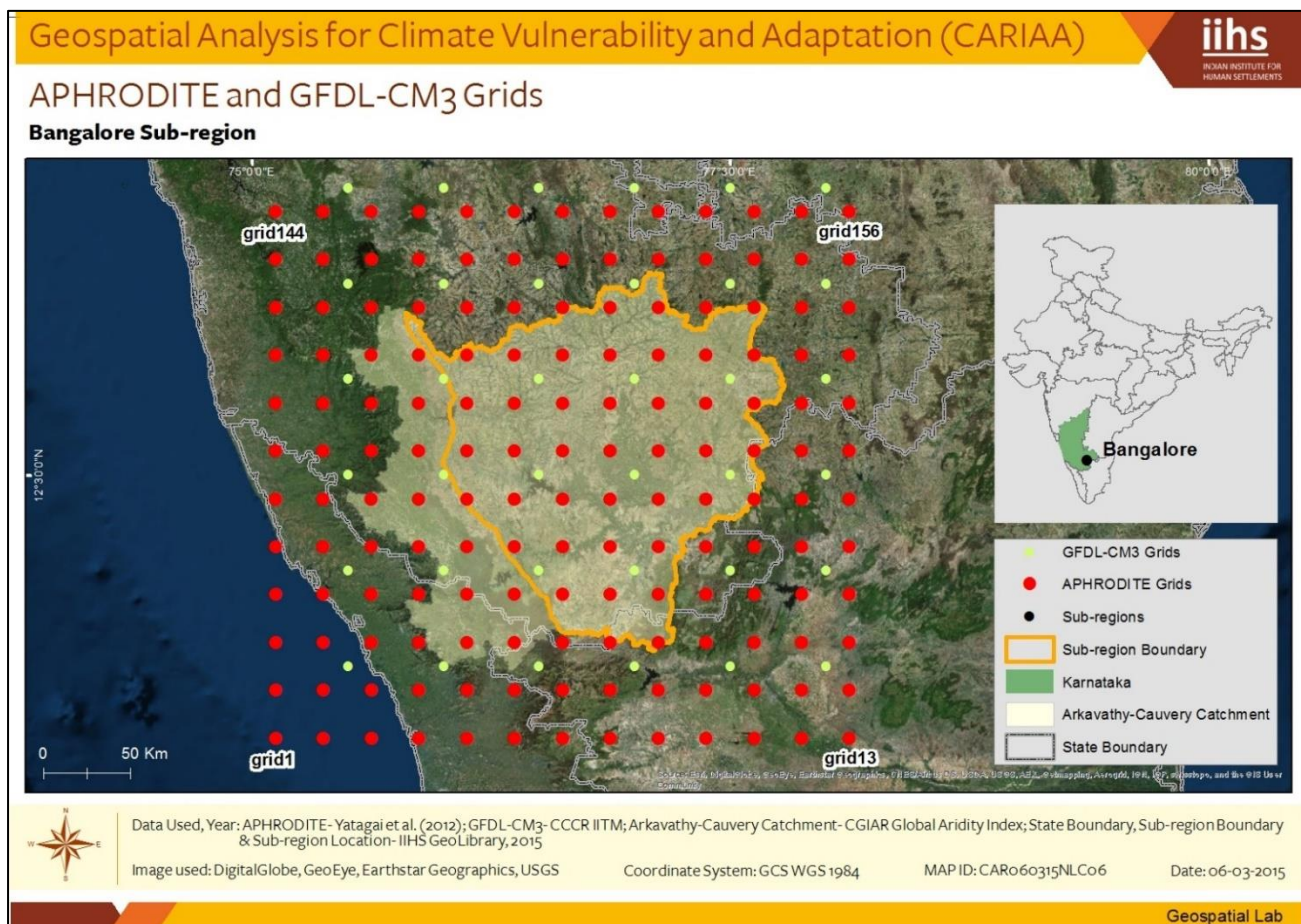 Geospatial Analysis for Climate Vulnerability and Adaptation (CARIAA)
iihs
INDIAN INSTITUTE FOR
HUMAN SETTLEMENTS
APHRODITE and GFDL-CM3 Grids
Bangalore Sub-region
75°0'0"E
77°30'0"E
80°0'0"E
grid144
grid156
12°30'0"N
Bangalore
GFDL-CM3 Grids
APHRODITE Grids
Sub-regions
Sub-region Boundary
Karnataka
Arkavathy-Cauvery Catchment
State Boundary
0 50 Km
grid1
grid13
and the GIS User
Community
N
W E
S
Data Used, Year: APHRODITE- Yatagai et al. (2012); GFDL-CM3- CCCR IITM; Arkavathy-Cauvery Catchment- CGIAR Global Aridity Index; State Boundary, Sub-region Boundary
& Sub-region Location- IIHS GeoLibrary, 2015
Image used: DigitalGlobe, GeoEye, Earthstar Geographics, USGS Coordinate System: GCS WGS 1984 MAP ID: CAR060315NLC06 Date: 06-03-2015
Geospatial Lab